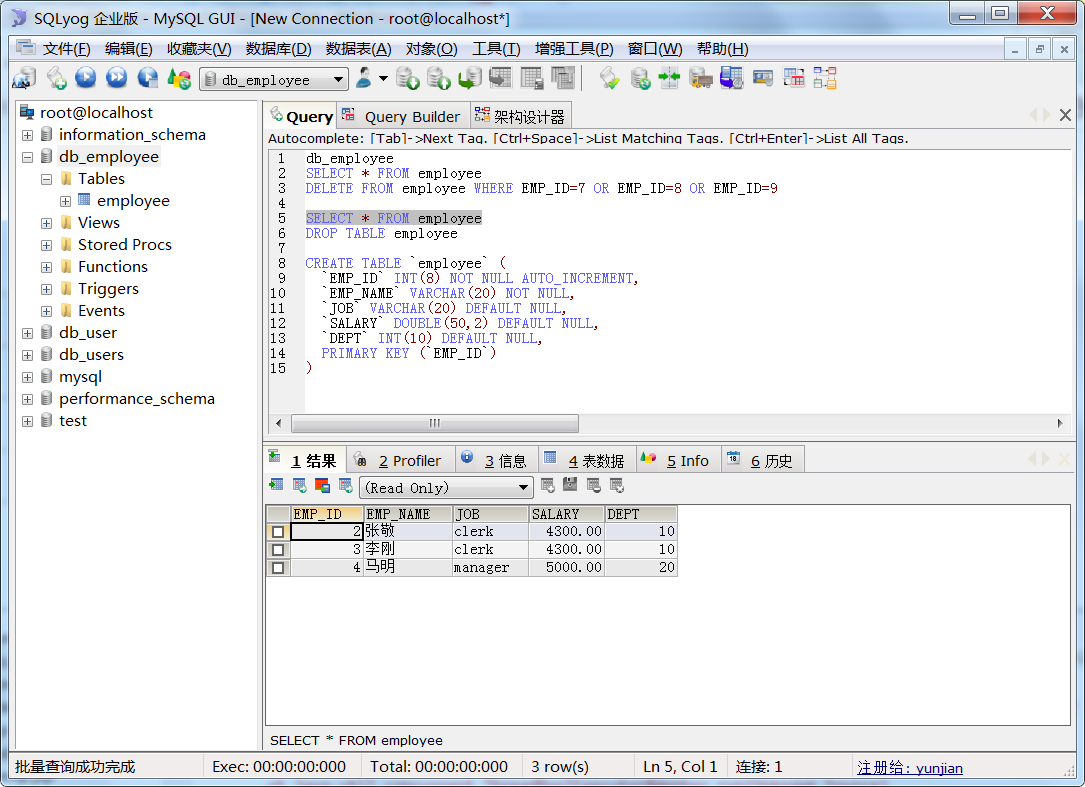 SQLyog 企业版 - MySQL GUI - [New Connection - root@localhost*]
文件(F) 编辑(E) 收藏夹(V) 数据库(D) 数据表(A) 对象(O) 工具(T) 增强工具(P) 窗口(W) 帮助(H)
db_employee
root@localhost
information_schema
db_employee
Tables
employee
Views
Stored Procs
Functions
Triggers
Events
db_user
db_users
mysql
performance_schema
test
Query Query Builder 架构设计器
Autocomplete: [Tab]->Next Tag. [Ctrl+Space]->List Matching Tags. [Ctrl+Enter]->List All Tags.
1 db_employee
2 SELECT * FROM employee
3 DELETE FROM employee WHERE EMP_ID=7 OR EMP_ID=8 OR EMP_ID=9
4
5 SELECT * FROM employee
6 DROP TABLE employee
7
8 CREATE TABLE `employee` (
9 `EMP_ID` INT(8) NOT NULL AUTO_INCREMENT,
10 `EMP_NAME` VARCHAR(20) NOT NULL,
11 `JOB` VARCHAR(20) DEFAULT NULL,
12 `SALARY` DOUBLE(50,2) DEFAULT NULL,
13 `DEPT` INT(10) DEFAULT NULL,
14 PRIMARY KEY (`EMP_ID`)
15 )
1 结果 2 Profiler 3 信息 4 表数据 5 Info 6 历史
(Read Only)
EMP_ID EMP_NAME JOB SALARY DEPT
2 张敬 clerk 4300.00 10
3 李刚 clerk 4300.00 10
4 马明 manager 5000.00 20
SELECT * FROM employee
批量查询成功完成 Exec: 00:00:00:000 Total: 00:00:00:000 3 row(s) Ln 5, Col 1 连接: 1 注册给: yunjian